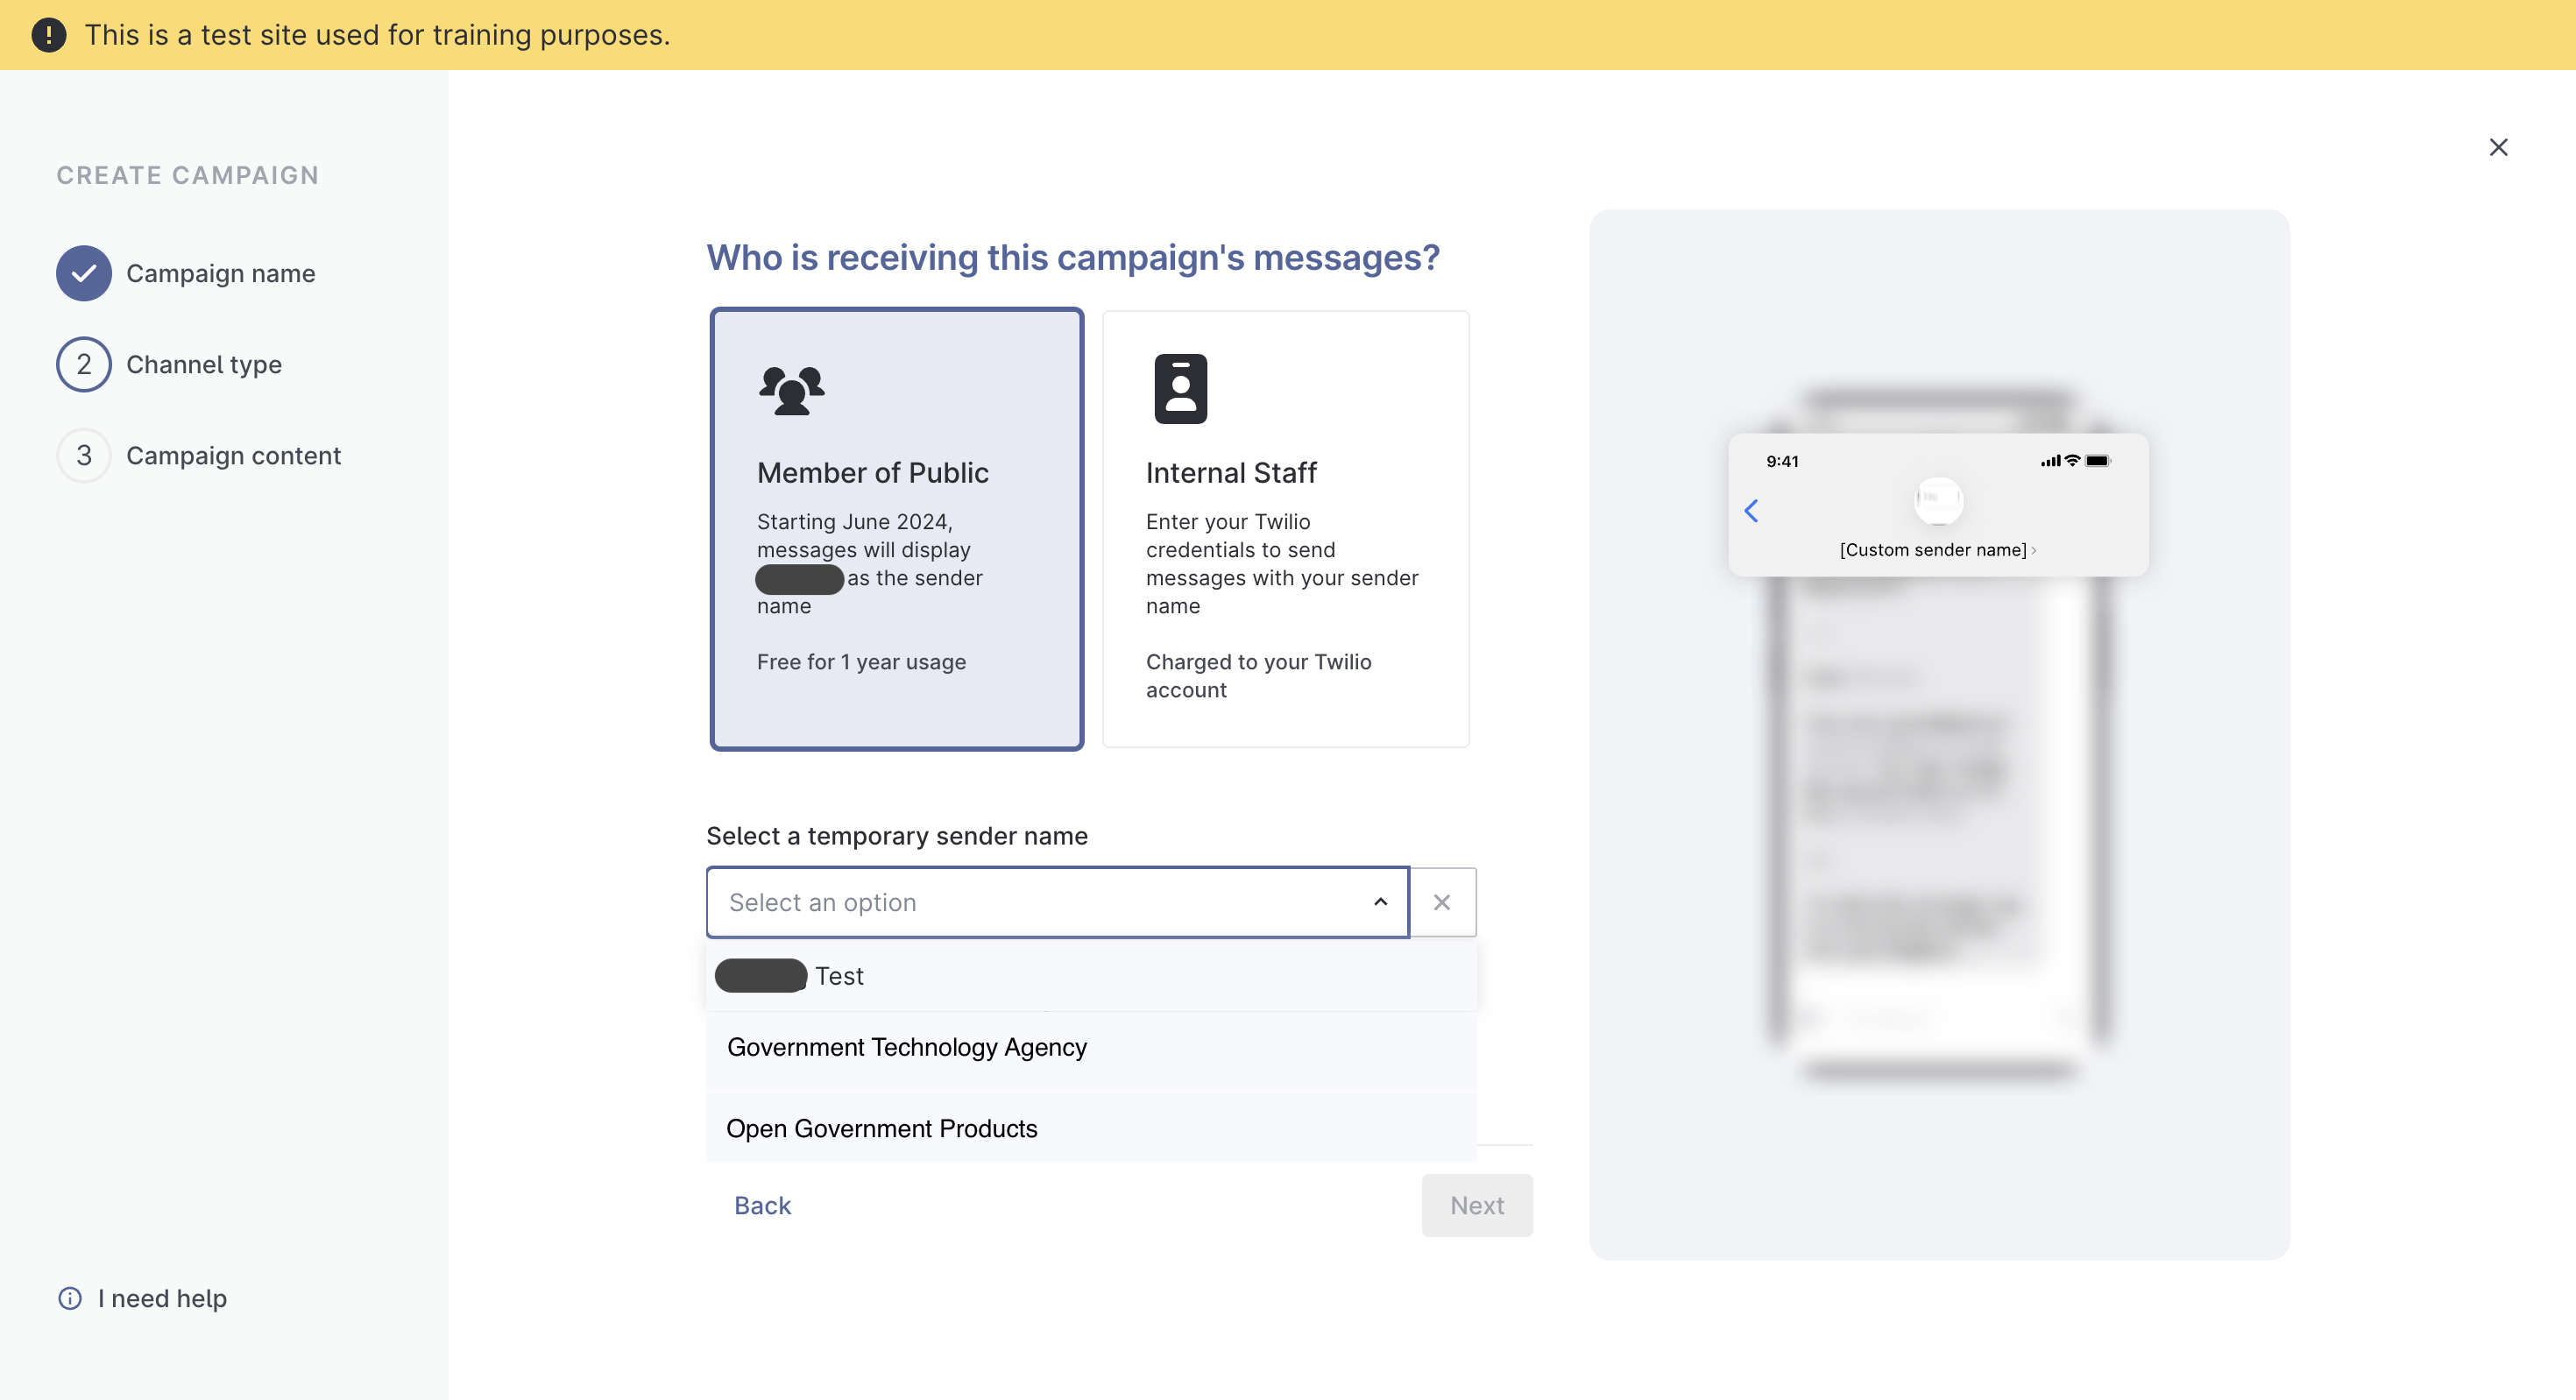 This is a test site used for training purposes.
CREATE CAMPAIGN
Campaign name
2 Channel type
3 Campaign content
I need help
Who is receiving this campaign's messages?
Member of Public
Starting June 2024,
messages will display
as the sender
name
Free for 1 year usage
Internal Staff
Enter your Twilio
credentials to send
messages with your sender
name
Charged to your Twilio
account
Select a temporary sender name
Select an option
Test
Government Technology Agency
Open Government Products
Back
Next
9:41
[Custom sender name]